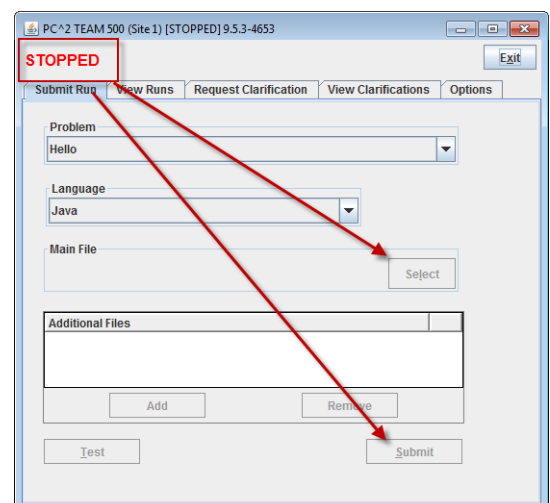 PC^2 TEAM 500 (Site 1) [STOPPED] 9.5.3-4653
STOPPED
Exit
Submit Run View Runs Request Clarification View Clarifications Options
Problem
Hello
Language
Java
Main File
Select
Additional Files
Add Remove
Test Submit